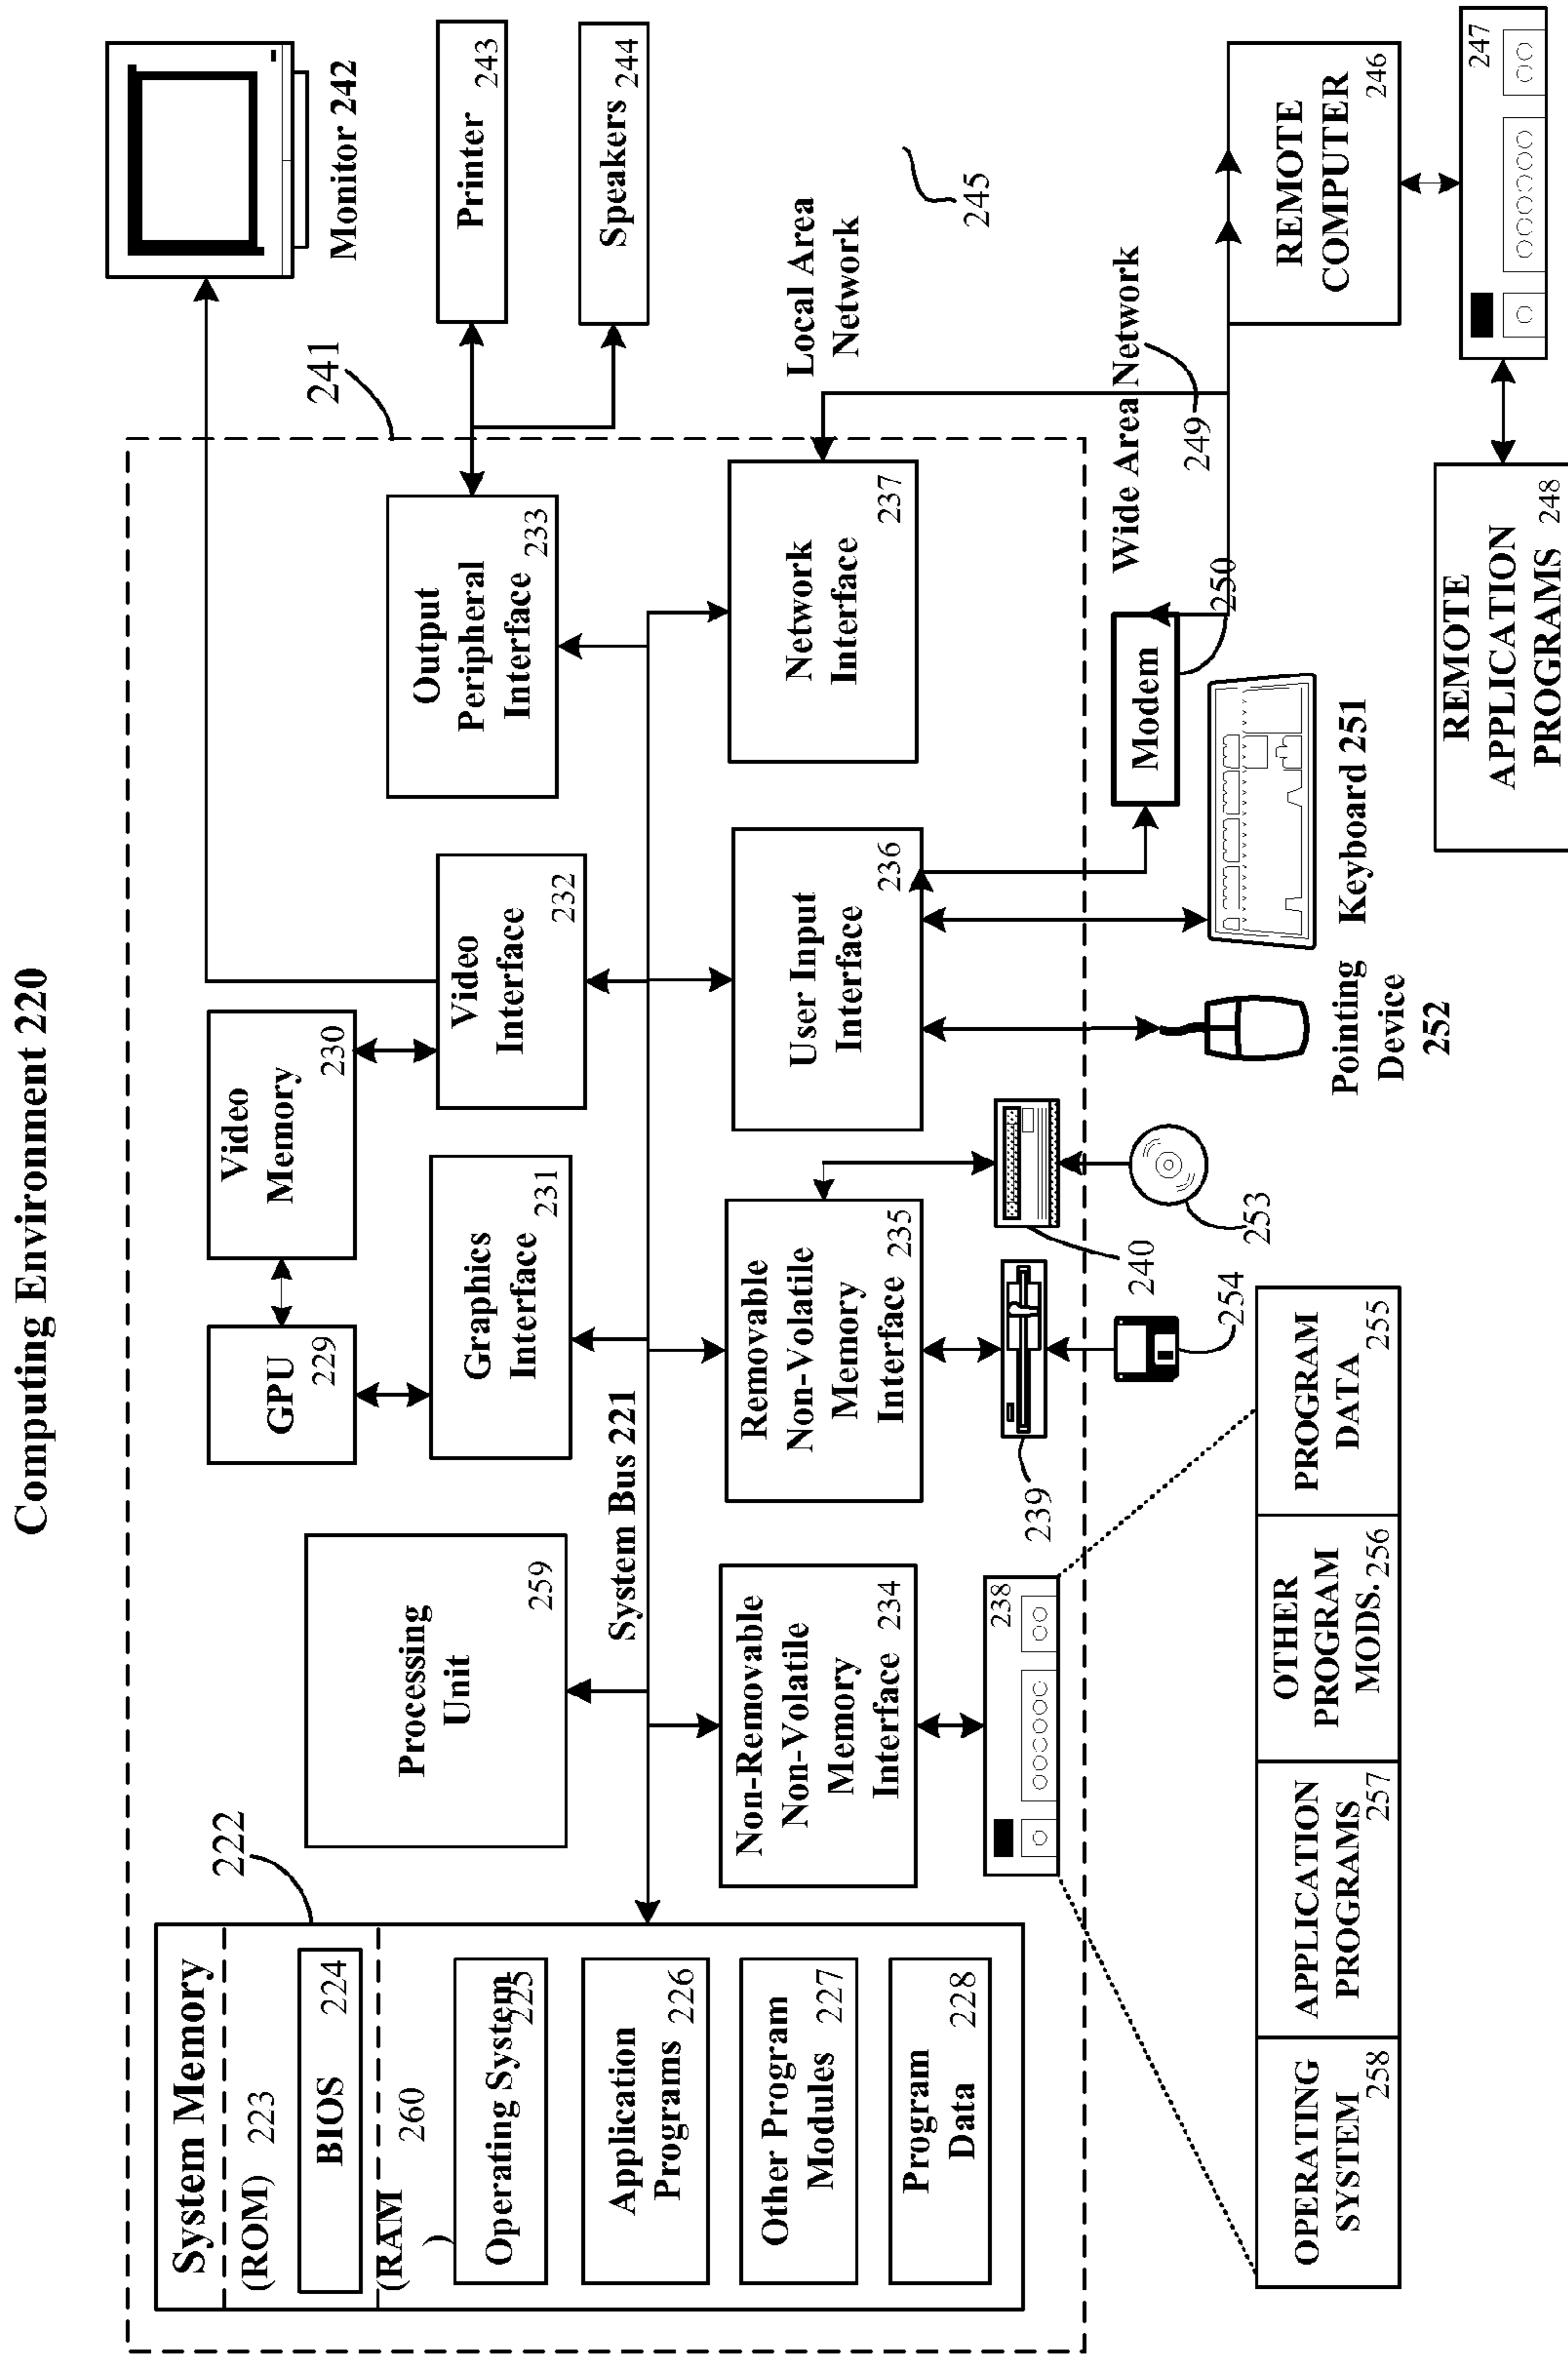 Computing Environment 220
222
System Memory
(ROM) 223
BIOS 224
(RAM 260
)
Operating System
225
Application
Programs 226
Other Program
Modules 227
Program
Data 228
Processing
Unit
259
System Bus 221
GPU
229
Video
Memory
230
Graphics
Interface
231
Video
Interface
232
Output
Peripheral
Interface 233
241
Monitor 242
Printer
243
Speakers
244
Non-Removable
Non-Volatile
Memory
Interface 234
Removable
Non-Volatile
Memory
Interface 235
User Input
Interface
236
Network
Interface
237
Local Area
Network
245
238
239
240
254
253
Pointing
Device
252
Keyboard 251
Modem
250
Wide Area Network
249
REMOTE
COMPUTER
246
247
REMOTE
APPLICATION
PROGRAMS 248
OPERATING
SYSTEM
258
APPLICATION
PROGRAMS
257
OTHER
PROGRAM
MODS. 256
PROGRAM
DATA
255